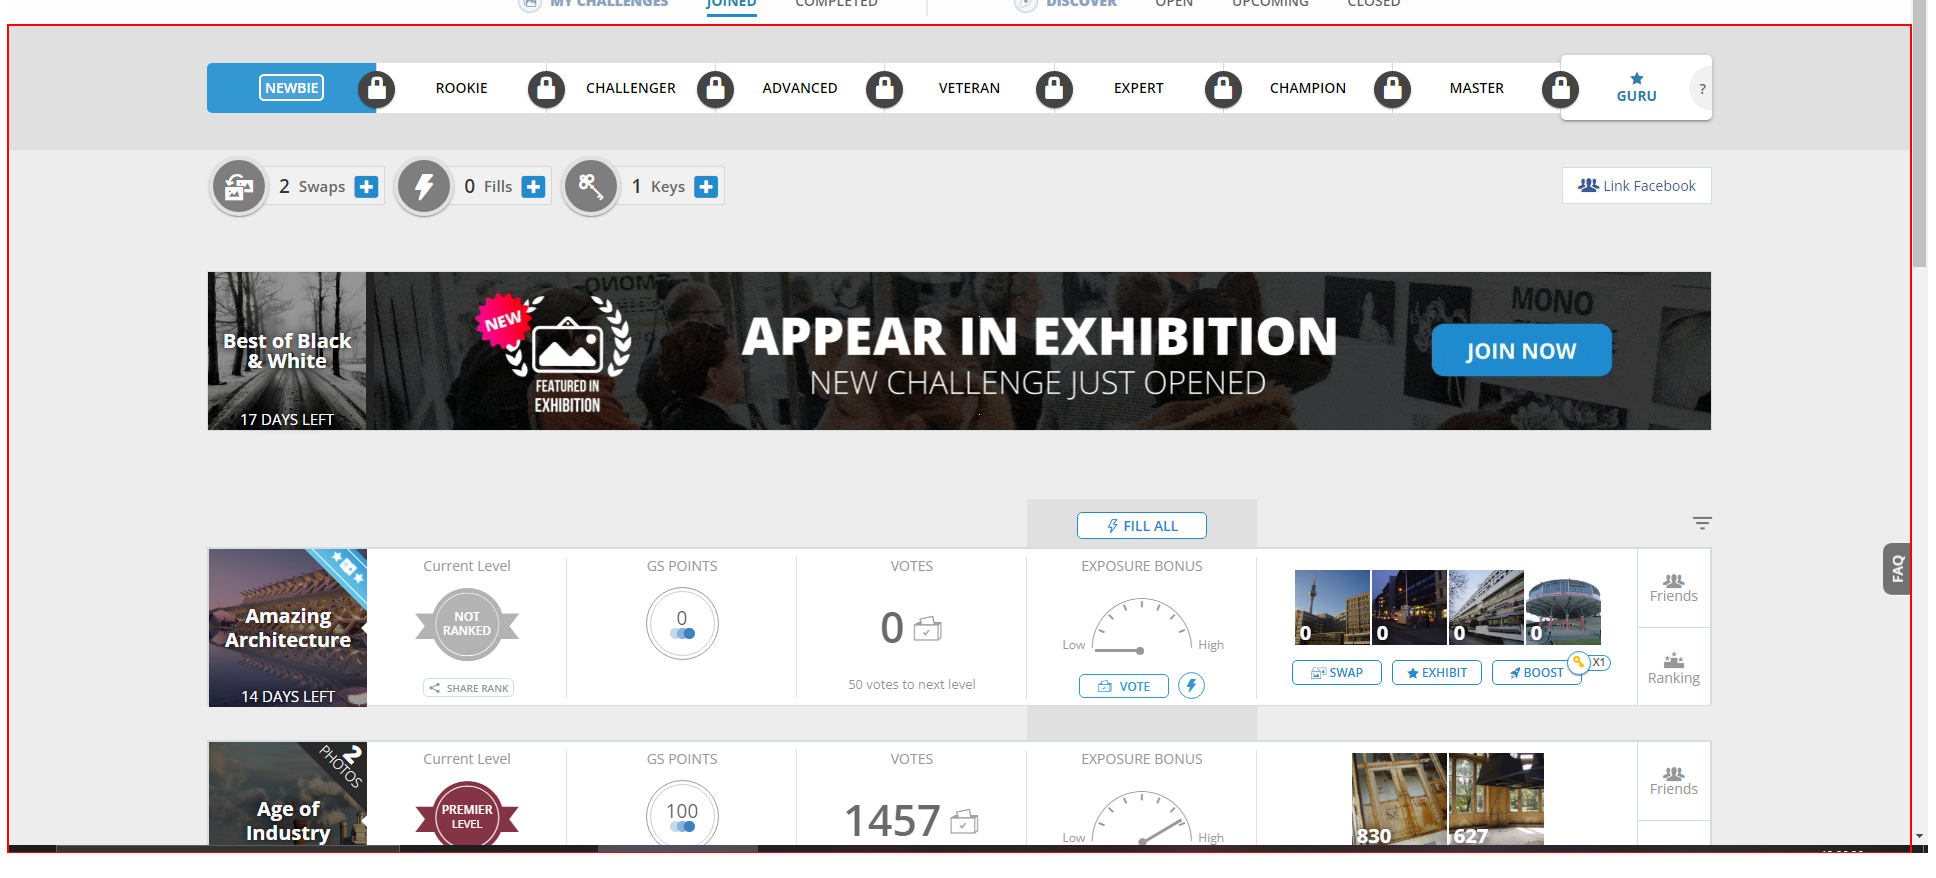 MY CHALLENGES JOINED COMPLETED DISCOVER OPEN UPCOMING CLOSED
NEWBIE ROOKIE CHALLENGER ADVANCED VETERAN EXPERT CHAMPION MASTER GURU ?
2 Swaps 0 Fills 1 Keys Link Facebook
Best of Black
& White
17 DAYS LEFT
NEW
FEATURED IN
EXHIBITION
APPEAR IN EXHIBITION
NEW CHALLENGE JUST OPENED
MONO
JOIN NOW
FILL ALL
FAQ
Amazing
Architecture
14 DAYS LEFT
Current Level
NOT
RANKED
SHARE RANK
GS POINTS
0
VOTES
0
50 votes to next level
EXPOSURE BONUS
Low High
VOTE
0 0 0 0
SWAP EXHIBIT BOOST X1
Friends
Ranking
2
PHOTOS
Age of
Industry
Current Level
PREMIER
LEVEL
GS POINTS
100
VOTES
1457
EXPOSURE BONUS
Low High
830 627
Friends